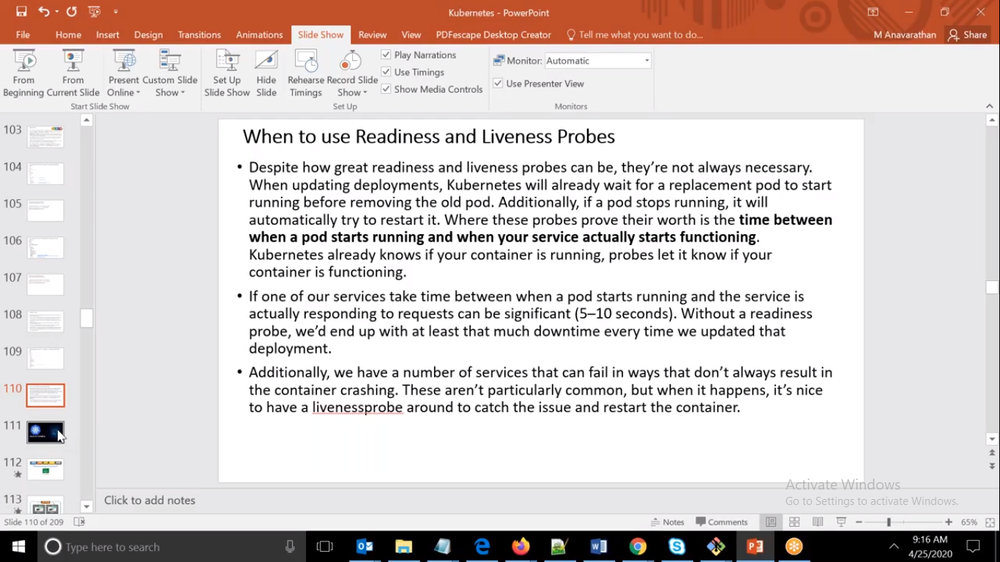 Kubernetes - PowerPoint
File Home Insert Design Transitions Animations Slide Show Review View PDFescape Desktop Creator Tell me what you want to do... M Anavarathan Share
From Beginning
From Current Slide
Present Online
Custom Slide Show
Start Slide Show
Set Up Slide Show
Hide Slide
Rehearse Timings
Record Slide Show
Play Narrations
Use Timings
Show Media Controls
Set Up
Monitor: Automatic
Use Presenter View
Monitors
103
104
105
106
107
108
109
110
111
112
113
When to use Readiness and Liveness Probes
• Despite how great readiness and liveness probes can be, they’re not always necessary.
When updating deployments, Kubernetes will already wait for a replacement pod to start
running before removing the old pod. Additionally, if a pod stops running, it will
automatically try to restart it. Where these probes prove their worth is the time between
when a pod starts running and when your service actually starts functioning.
Kubernetes already knows if your container is running, probes let it know if your
container is functioning.
• If one of our services take time between when a pod starts running and the service is
actually responding to requests can be significant (5–10 seconds). Without a readiness
probe, we’d end up with at least that much downtime every time we updated that
deployment.
• Additionally, we have a number of services that can fail in ways that don’t always result in
the container crashing. These aren’t particularly common, but when it happens, it’s nice
to have a livenessprobe around to catch the issue and restart the container.
Activate Windows
Go to Settings to activate Windows.
Click to add notes
Slide 110 of 209 Notes Comments 65%
Type here to search
9:16 AM
4/25/2020